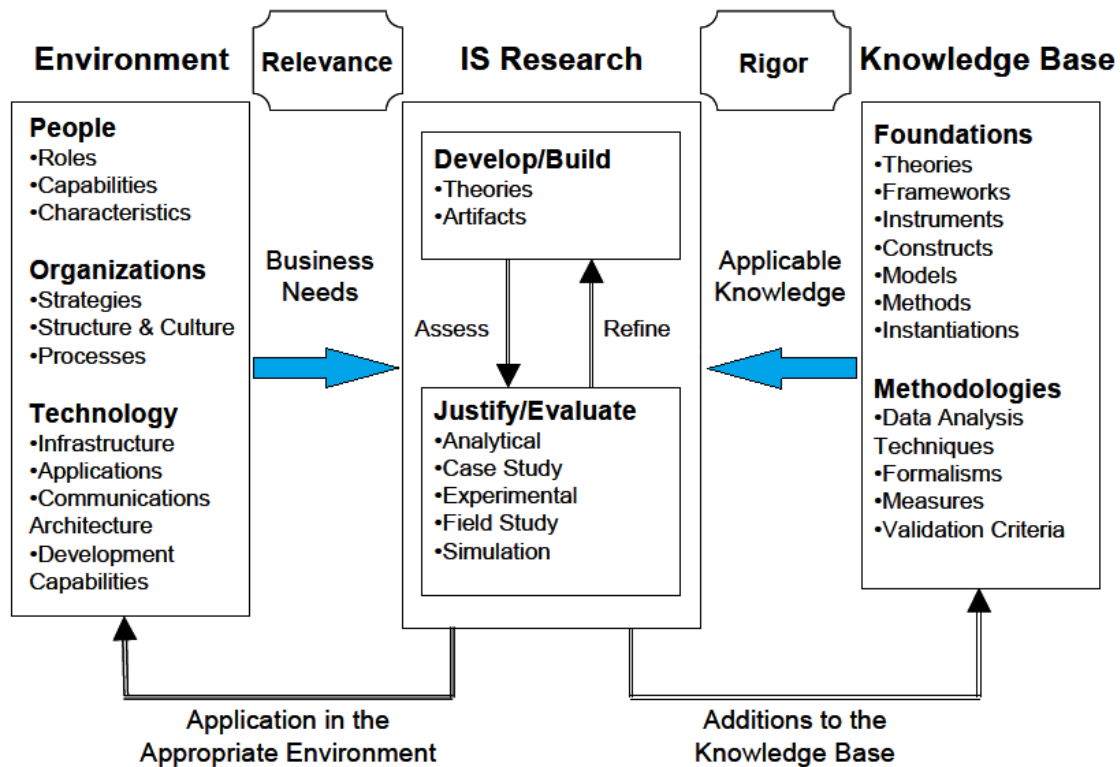 Environment
Relevance
IS Research
Rigor
Knowledge Base
People
•Roles
•Capabilities
•Characteristics
Organizations
•Strategies
•Structure & Culture
•Processes
Technology
•Infrastructure
•Applications
•Communications
Architecture
•Development
Capabilities
Business
Needs
Develop/Build
•Theories
•Artifacts
Assess
Refine
Justify/Evaluate
•Analytical
•Case Study
•Experimental
•Field Study
•Simulation
Applicable
Knowledge
Foundations
•Theories
•Frameworks
•Instruments
•Constructs
•Models
•Methods
•Instantiations
Methodologies
•Data Analysis
Techniques
•Formalisms
•Measures
•Validation Criteria
Application in the
Appropriate Environment
Additions to the
Knowledge Base